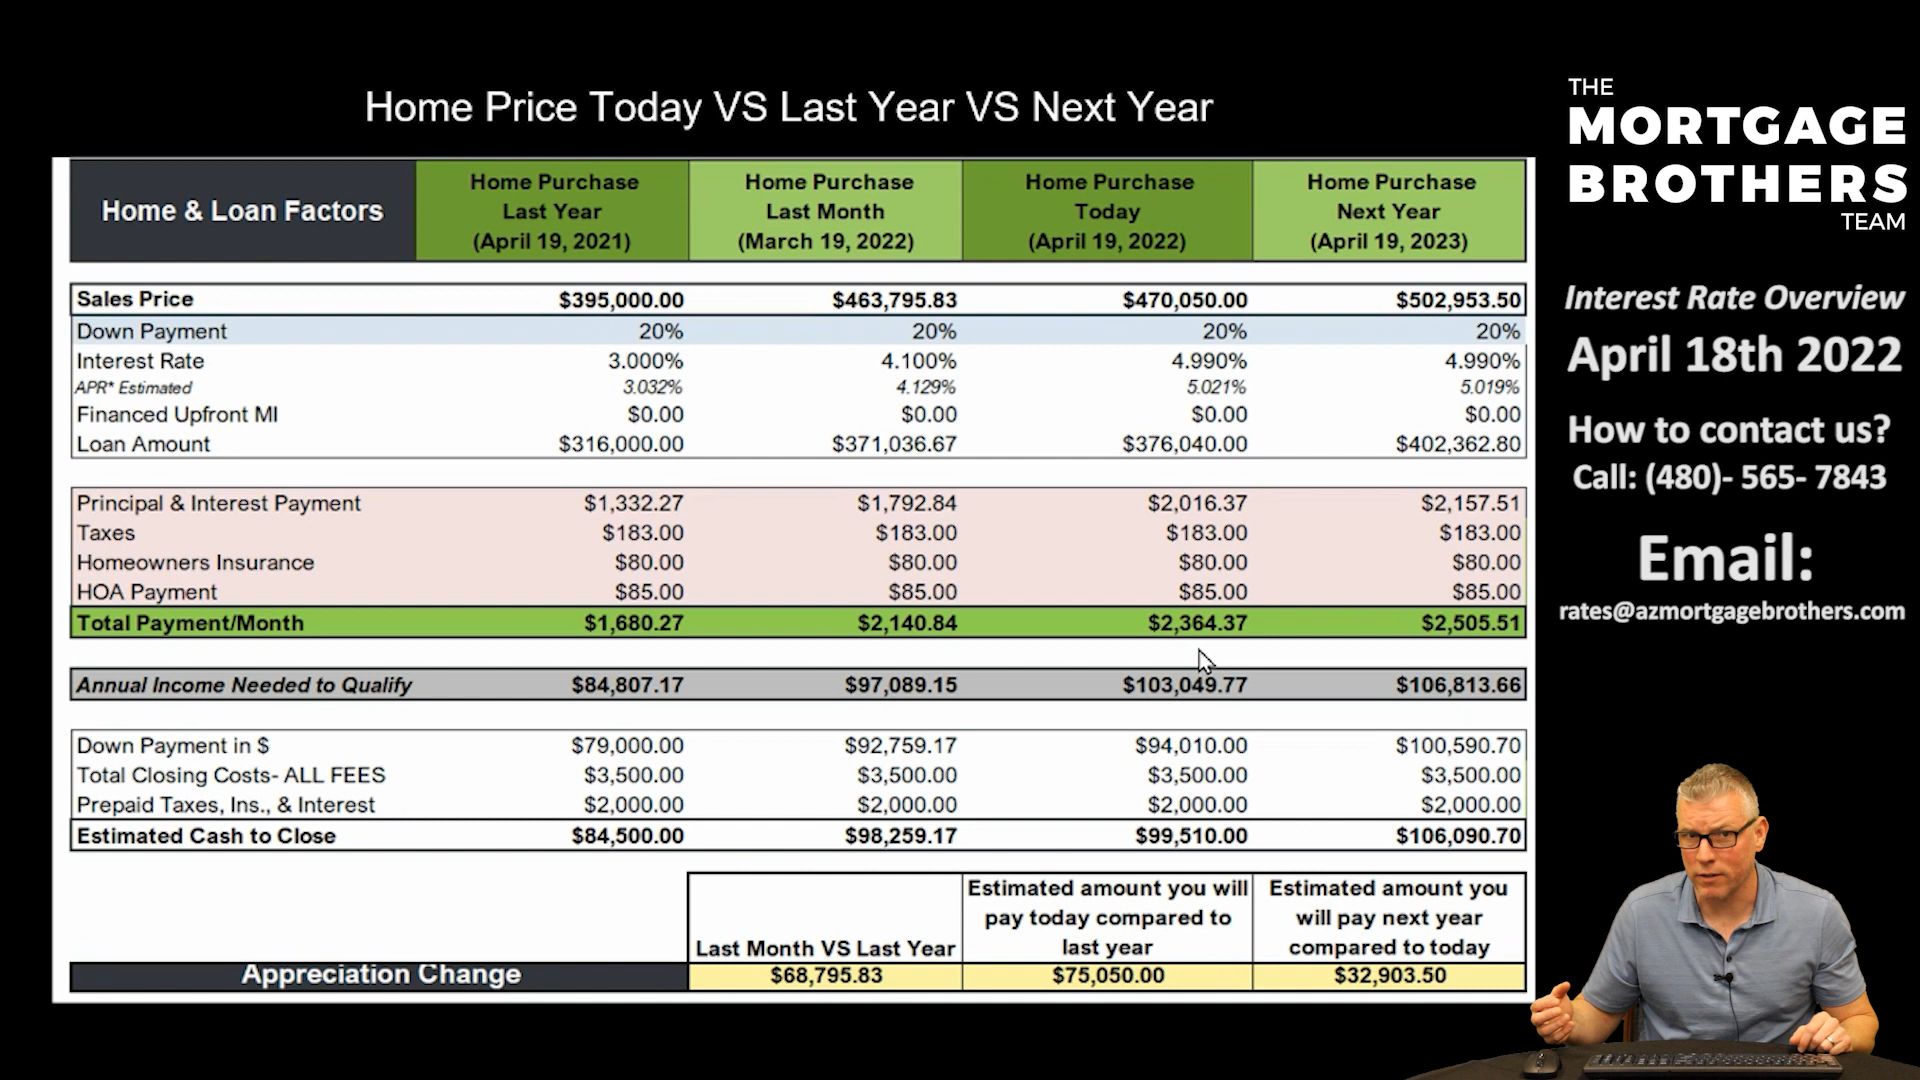 Home Price Today VS Last Year VS Next Year
THE
MORTGAGE
BROTHERS
TEAM
Interest Rate Overview
April 18th 2022
How to contact us?
Call: (480)- 565- 7843
Email:
rates@azmortgagebrothers.com
Home & Loan Factors
Home Purchase
Last Year
(April 19, 2021)
Home Purchase
Last Month
(March 19, 2022)
Home Purchase
Today
(April 19, 2022)
Home Purchase
Next Year
(April 19, 2023)
Sales Price $395,000.00 $463,795.83 $470,050.00 $502,953.50
Down Payment 20% 20% 20% 20%
Interest Rate 3.000% 4.100% 4.990% 4.990%
APR* Estimated 3.032% 4.129% 5.021% 5.019%
Financed Upfront MI $0.00 $0.00 $0.00 $0.00
Loan Amount $316,000.00 $371,036.67 $376,040.00 $402,362.80
Principal & Interest Payment $1,332.27 $1,792.84 $2,016.37 $2,157.51
Taxes $183.00 $183.00 $183.00 $183.00
Homeowners Insurance $80.00 $80.00 $80.00 $80.00
HOA Payment $85.00 $85.00 $85.00 $85.00
Total Payment/Month $1,680.27 $2,140.84 $2,364.37 $2,505.51
Annual Income Needed to Qualify $84,807.17 $97,089.15 $103,049.77 $106,813.66
Down Payment in $ $79,000.00 $92,759.17 $94,010.00 $100,590.70
Total Closing Costs- ALL FEES $3,500.00 $3,500.00 $3,500.00 $3,500.00
Prepaid Taxes, Ins., & Interest $2,000.00 $2,000.00 $2,000.00 $2,000.00
Estimated Cash to Close $84,500.00 $98,259.17 $99,510.00 $106,090.70
Last Month VS Last Year
Estimated amount you will
pay today compared to
last year
Estimated amount you
will pay next year
compared to today
Appreciation Change $68,795.83 $75,050.00 $32,903.50